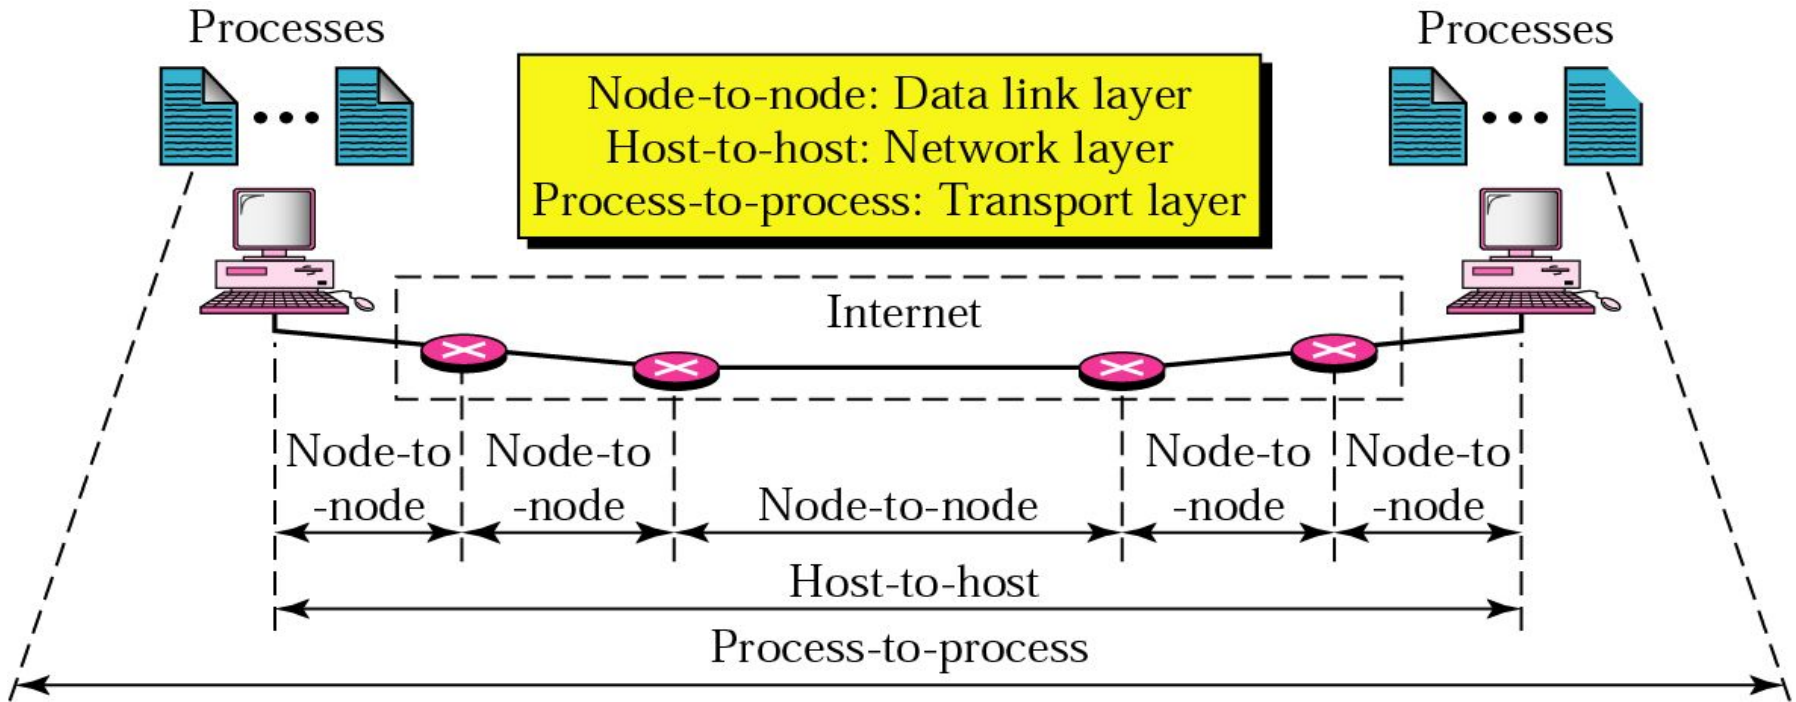 Processes
Processes
Node-to-node: Data link layer
Host-to-host: Network layer
Process-to-process: Transport layer
Internet
Node-to
-node
Node-to
-node
Node-to-node
Node-to
-node
Node-to
-node
Host-to-host
Process-to-process